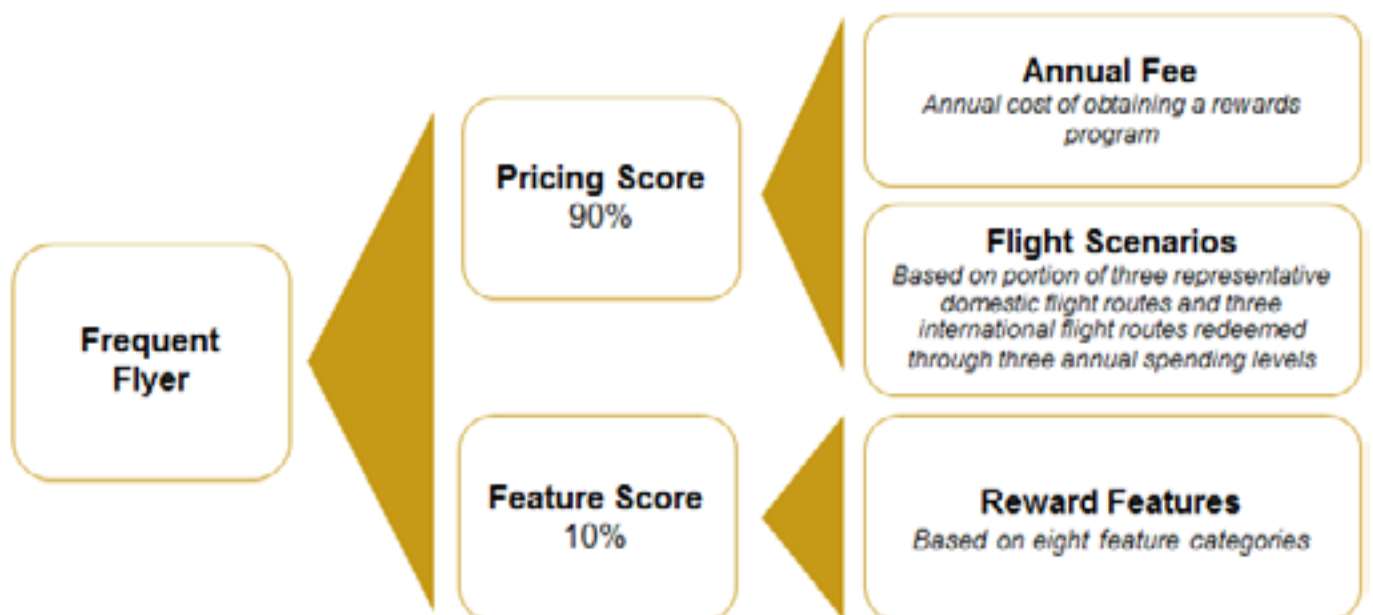 Frequent
Flyer
Pricing Score
90%
Feature Score
10%
Annual Fee
Annual cost of obtaining a rewards
program
Flight Scenarios
Based on portion of three representative
domestic flight routes and three
international flight routes redeemed
through three annual spending levels
Reward Features
Based on eight feature categories